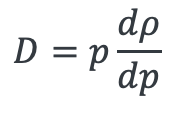 D = p dρ/dp